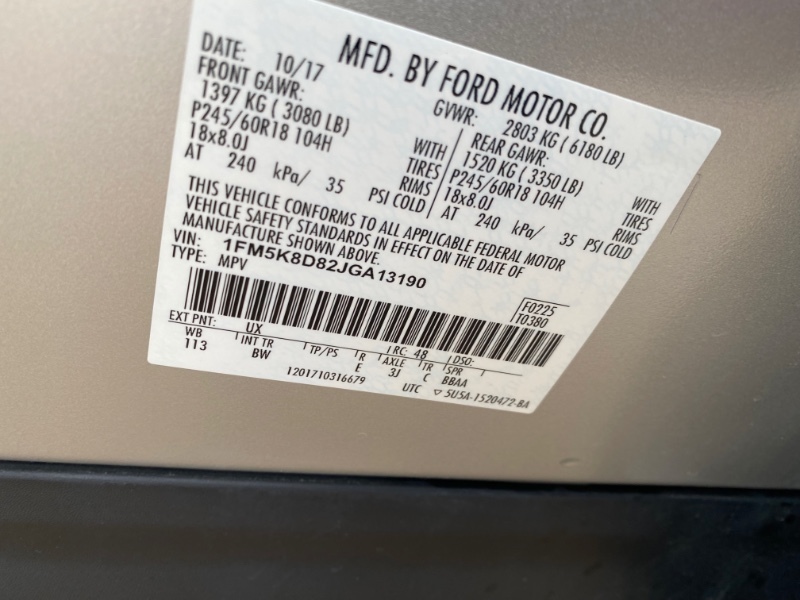 MFD. BY FORD MOTOR CO.
DATE: 10/17 GVWR: 2803 KG ( 6180 LB)
FRONT GAWR: REAR GAWR:
1397 KG ( 3080 LB) WITH 1520 KG ( 3350 LB) WITH
P245/60R18 104H TIRES P245/60R18 104H TIRES
18x8.0J RIMS 18x8.0J RIMS
AT 240 kPa/ 35 PSI COLD AT 240 kPa/ 35 PSI COLD
THIS VEHICLE CONFORMS TO ALL APPLICABLE FEDERAL MOTOR
VEHICLE SAFETY STANDARDS IN EFFECT ON THE DATE OF
MANUFACTURE SHOWN ABOVE.
VIN: 1FM5K8D82JGA13190
TYPE: MPV
F0225
T0380
EXT PNT: UX RC: 48 DSO:
WB INT TR TP/PS R AXLE TR SPR
113 BW E 3J C BBAA
1201710316679 UTC ▽ 5USA-1520472-BA